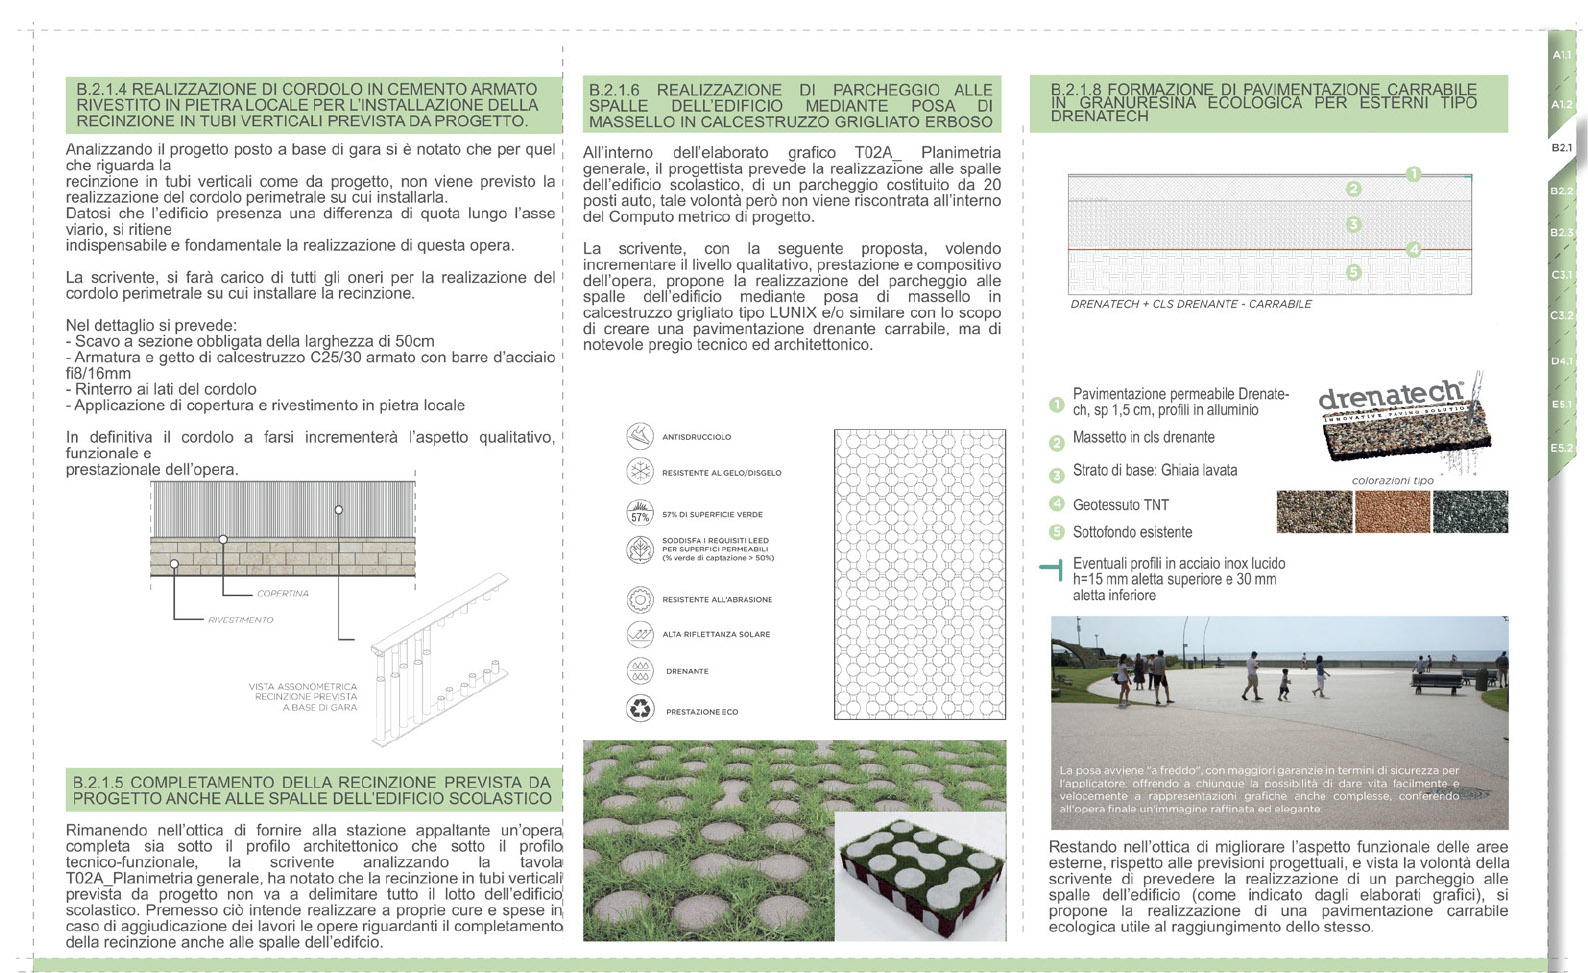 B.2.1.4 REALIZZAZIONE DI CORDOLO IN CEMENTO ARMATO
RIVESTITO IN PIETRA LOCALE PER L'INSTALLAZIONE DELLA
RECINZIONE IN TUBI VERTICALI PREVISTA DA PROGETTO.
Analizzando il progetto posto a base di gara si è notato che per quel
che riguarda la
recinzione in tubi verticali come da progetto, non viene previsto la
realizzazione del cordolo perimetrale su cui installarla.
Datosi che l'edificio presenza una differenza di quota lungo l'asse
viario, si ritiene
indispensabile e fondamentale la realizzazione di questa opera.
La scrivente, si farà carico di tutti gli oneri per la realizazione del
cordolo perimetrale su cui installare la recinzione.
Nel dettaglio si prevede:
- Scavo a sezione obbligata della larghezza di 50cm
- Armatura e getto di calcestruzzo C25/30 armato con barre d'acciaio
fi8/16mm
- Rinterro ai lati del cordolo
- Applicazione di copertura e rivestimento in pietra locale
In definitiva il cordolo a farsi incrementerà l'aspetto qualitativo,
funzionale e
prestazionale dell'opera.
COPERTINA
RIVESTIMENTO
VISTA ASSONOMETRICA
RECINZIONE PREVISTA
A BASE DI GARA
B.2.1.5 COMPLETAMENTO DELLA RECINZIONE PREVISTA DA
PROGETTO ANCHE ALLE SPALLE DELL'EDIFICIO SCOLASTICO
Rimanendo nell'ottica di fornire alla stazione appaltante un'opera
completa sia sotto il profilo architettonico che sotto il profilo
tecnico-funzionale, la scrivente analizzando la tavola
T02A_Planimetria generale, ha notato che la recinzione in tubi verticali
prevista da progetto non va a delimitare tutto il lotto dell'edificio
scolastico. Premesso ciò intende realizzare a proprie cure e spese in
caso di aggiudicazione dei lavori le opere riguardanti il completamento
della recinzione anche alle spalle dell'edifcio.
B.2.1.6 REALIZZAZIONE DI PARCHEGGIO ALLE
SPALLE DELL'EDIFICIO MEDIANTE POSA DI
MASSELLO IN CALCESTRUZZO GRIGLIATO ERBOSO
All'interno dell'elaborato grafico T02A_ Planimetria
generale, il progettista prevede la realizzazione alle spalle
dell'edificio scolastico, di un parcheggio costituito da 20
posti auto, tale volontà però non viene riscontrata all'interno
del Computo metrico di progetto.
La scrivente, con la seguente proposta, volendo
incrementare il livello qualitativo, prestazione e compositivo
dell'opera, propone la realizzazione del parcheggio alle
spalle dell'edificio mediante posa di massello in
calcestruzzo grigliato tipo LUNIX e/o similare con lo scopo
di creare una pavimentazione drenante carrabile, ma di
notevole pregio tecnico ed architettonico.
ANTISDRUCCIOLO
RESISTENTE AL GELO/DISGELO
57%
57% DI SUPERFICIE VERDE
SODDISFA I REQUISITI LEED
PER SUPERFICI PERMEABILI
(% verde di captazione > 50%)
RESISTENTE ALL'ABRASIONE
ALTA RIFLETTANZA SOLARE
DRENANTE
PRESTAZIONE ECO
B.2.1.8 FORMAZIONE DI PAVIMENTAZIONE CARRABILE
IN GRANURESINA ECOLOGICA PER ESTERNI TIPO
DRENATECH
1
2
3
4
5
DRENATECH + CLS DRENANTE - CARRABILE
1 Pavimentazione permeabile Drenate-
ch, sp 1,5 cm, profili in alluminio
2 Massetto in cls drenante
3 Strato di base: Ghiaia lavata
4 Geotessuto TNT
5 Sottofondo esistente
Eventuali profili in acciaio inox lucido
h=15 mm aletta superiore e 30 mm
aletta inferiore
drenatech®
INNOVATIVE PAVING SOLUTION
colorazioni tipo
La posa avviene "a freddo", con maggiori garanzie in termini di sicurezza per
l'applicatore, offrendo a chiunque la possibilità di dare vita facilmente e
velocemente a rappresentazioni grafiche anche complesse, conferendo
all'opera finale un'immagine raffinata ed elegante.
Restando nell'ottica di migliorare l'aspetto funzionale delle aree
esterne, rispetto alle previsioni progettuali, e vista la volontà della
scrivente di prevedere la realizzazione di un parcheggio alle
spalle dell'edificio (come indicato dagli elaborati grafici), si
propone la realizzazione di una pavimentazione carrabile
ecologica utile al raggiungimento dello stesso.
A1.1
A1.2
B2.1
B2.2
B2.3
C3.1
C3.2
D4.1
E5.1
E5.2